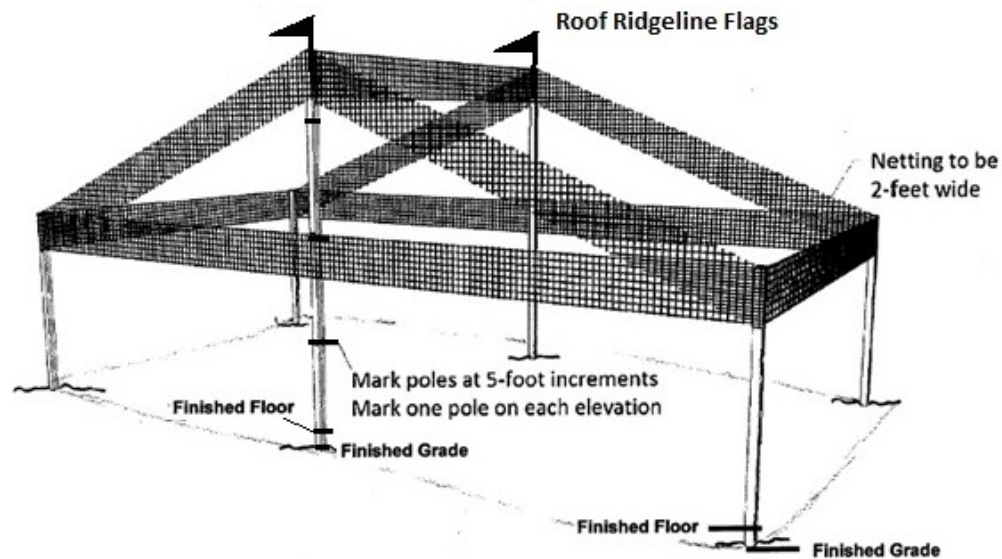 Roof Ridgeline Flags
Netting to be
2-feet wide
Mark poles at 5-foot increments
Mark one pole on each elevation
Finished Floor
Finished Grade
Finished Floor
Finished Grade